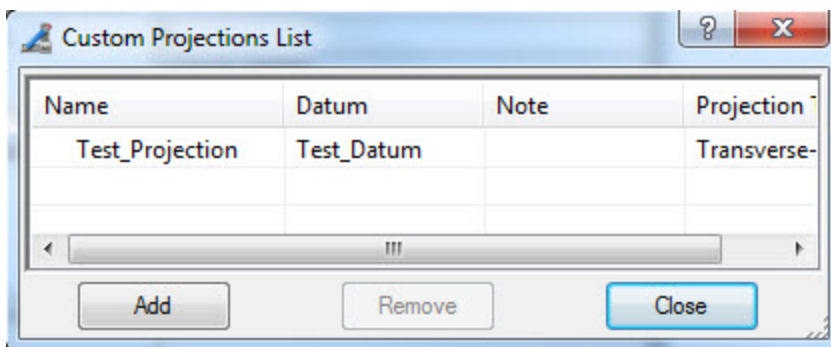 Custom Projections List
?
Name Datum Note Projection
Test_Projection Test_Datum Transverse-
Add Remove Close